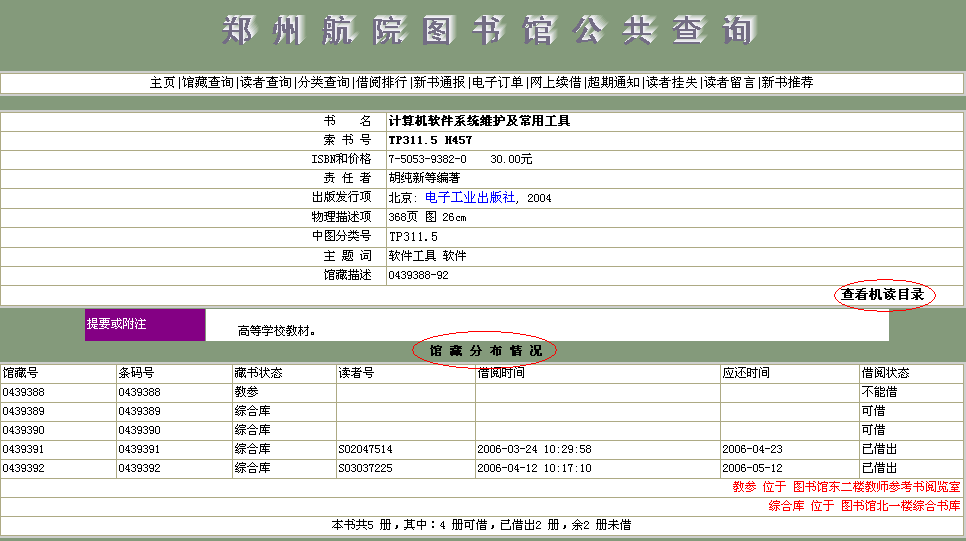 郑州航院图书馆公共查询
主页|馆藏查询|读者查询|分类查询|借阅排行|新书通报|电子订单|网上续借|超期通知|读者挂失|读者留言|新书推荐
书 名 计算机软件系统维护及常用工具
索 书 号 TP311.5 H457
ISBN和价格 7-5053-9382-0 30.00元
责 任 者 胡纯新等编著
出版发行项 北京: 电子工业出版社, 2004
物理描述项 368页 图 26cm
中图分类号 TP311.5
主 题 词 软件工具 软件
馆藏描述 0439388-92
查看机读目录
提要或附注 高等学校教材。
馆 藏 分 布 情 况
馆藏号 条码号 藏书状态 读者号 借阅时间 应还时间 借阅状态
0439388 0439388 教参 不能借
0439389 0439389 综合库 可借
0439390 0439390 综合库 可借
0439391 0439391 综合库 S02047514 2006-03-24 10:29:58 2006-04-23 已借出
0439392 0439392 综合库 S03037225 2006-04-12 10:17:10 2006-05-12 已借出
教参 位于 图书馆东二楼教师参考书阅览室
综合库 位于 图书馆北一楼综合书库
本书共5 册，其中：4 册可借，已借出2 册，余2 册未借